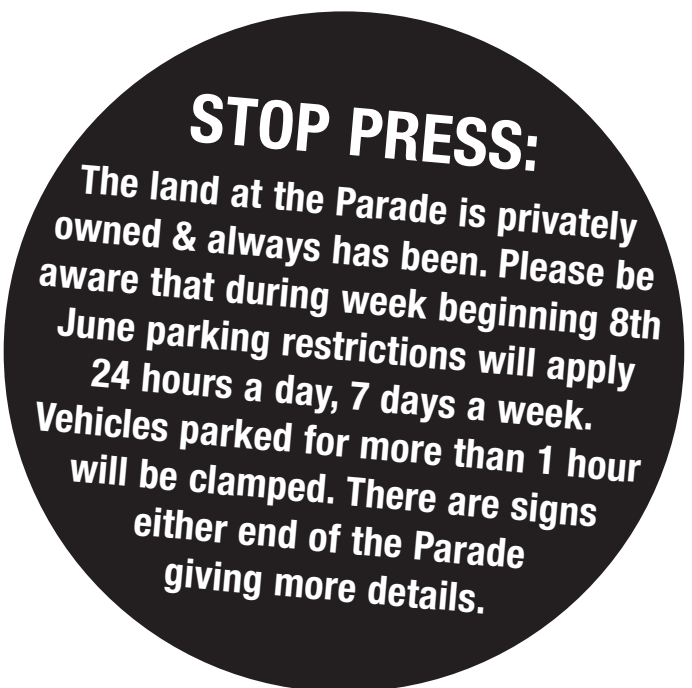 STOP PRESS:
The land at the Parade is privately
owned & always has been. Please be
aware that during week beginning 8th
June parking restrictions will apply
24 hours a day, 7 days a week.
Vehicles parked for more than 1 hour
will be clamped. There are signs
either end of the Parade
giving more details.